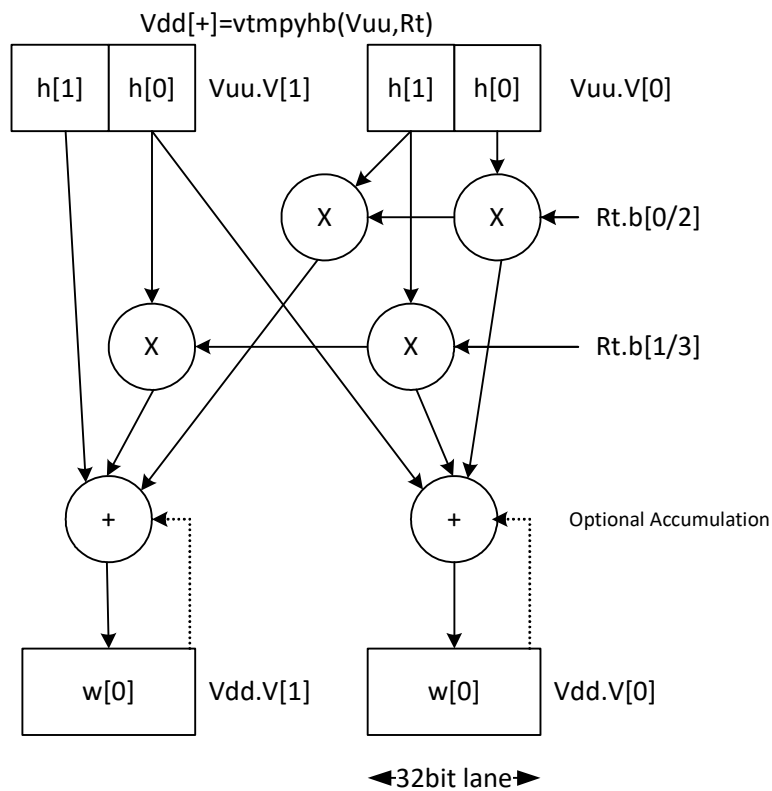 Vdd[+]=vtmpyhb(Vuu,Rt)
h[1] h[0] Vuu.V[1] h[1] h[0] Vuu.V[0]
X X Rt.b[0/2]
X X Rt.b[1/3]
+ + Optional Accumulation
w[0] Vdd.V[1] w[0] Vdd.V[0]
32bit lane